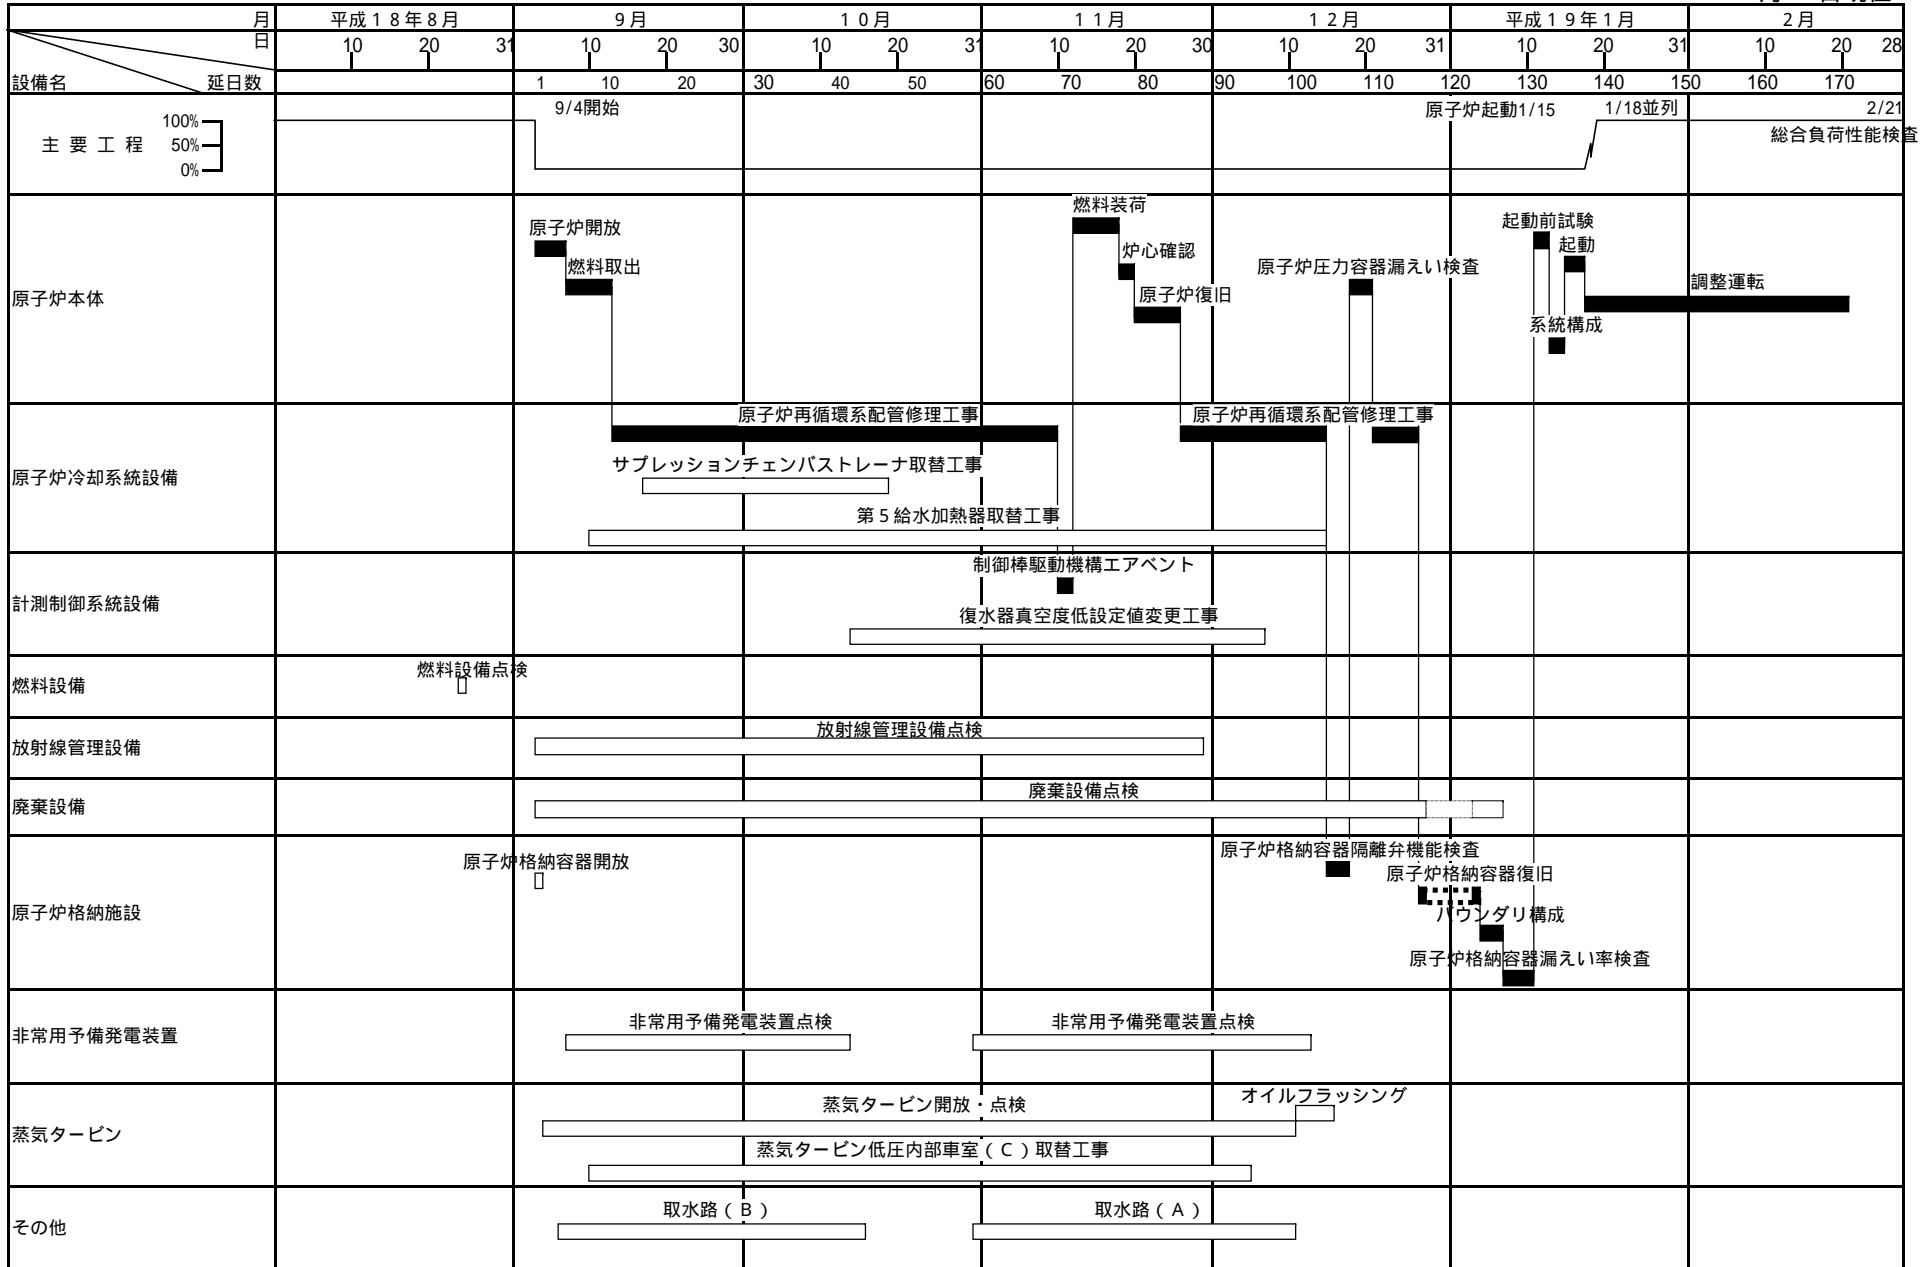 月 平成１８年８月 ９月 １０月 １１月 １２月 平成１９年１月 ２月
日 10 20 31 10 20 30 10 20 31 10 20 30 10 20 31 10 20 31 10 20 28
設備名 延日数 1 10 20 30 40 50 60 70 80 90 100 110 120 130 140 150 160 170
9/4開始 原子炉起動1/15 1/18並列 2/21
総合負荷性能検査
主要工程 100%
50%
0%
原子炉本体
原子炉開放
燃料取出
燃料装荷
炉心確認
原子炉復旧
原子炉圧力容器漏えい検査
起動前試験
起動
調整運転
系統構成
原子炉冷却系統設備
原子炉再循環系配管修理工事 原子炉再循環系配管修理工事
サプレッションチェンバストレーナ取替工事
第５給水加熱器取替工事
計測制御系統設備
制御棒駆動機構エアベント
復水器真空度低設定値変更工事
燃料設備
燃料設備点検
放射線管理設備
放射線管理設備点検
廃棄設備
廃棄設備点検
原子炉格納施設
原子炉格納容器開放
原子炉格納容器隔離弁機能検査
原子炉格納容器復旧
バウンダリ構成
原子炉格納容器漏えい率検査
非常用予備発電装置
非常用予備発電装置点検 非常用予備発電装置点検
蒸気タービン
蒸気タービン開放・点検
オイルフラッシング
蒸気タービン低圧内部車室（Ｃ）取替工事
その他
取水路（Ｂ） 取水路（Ａ）